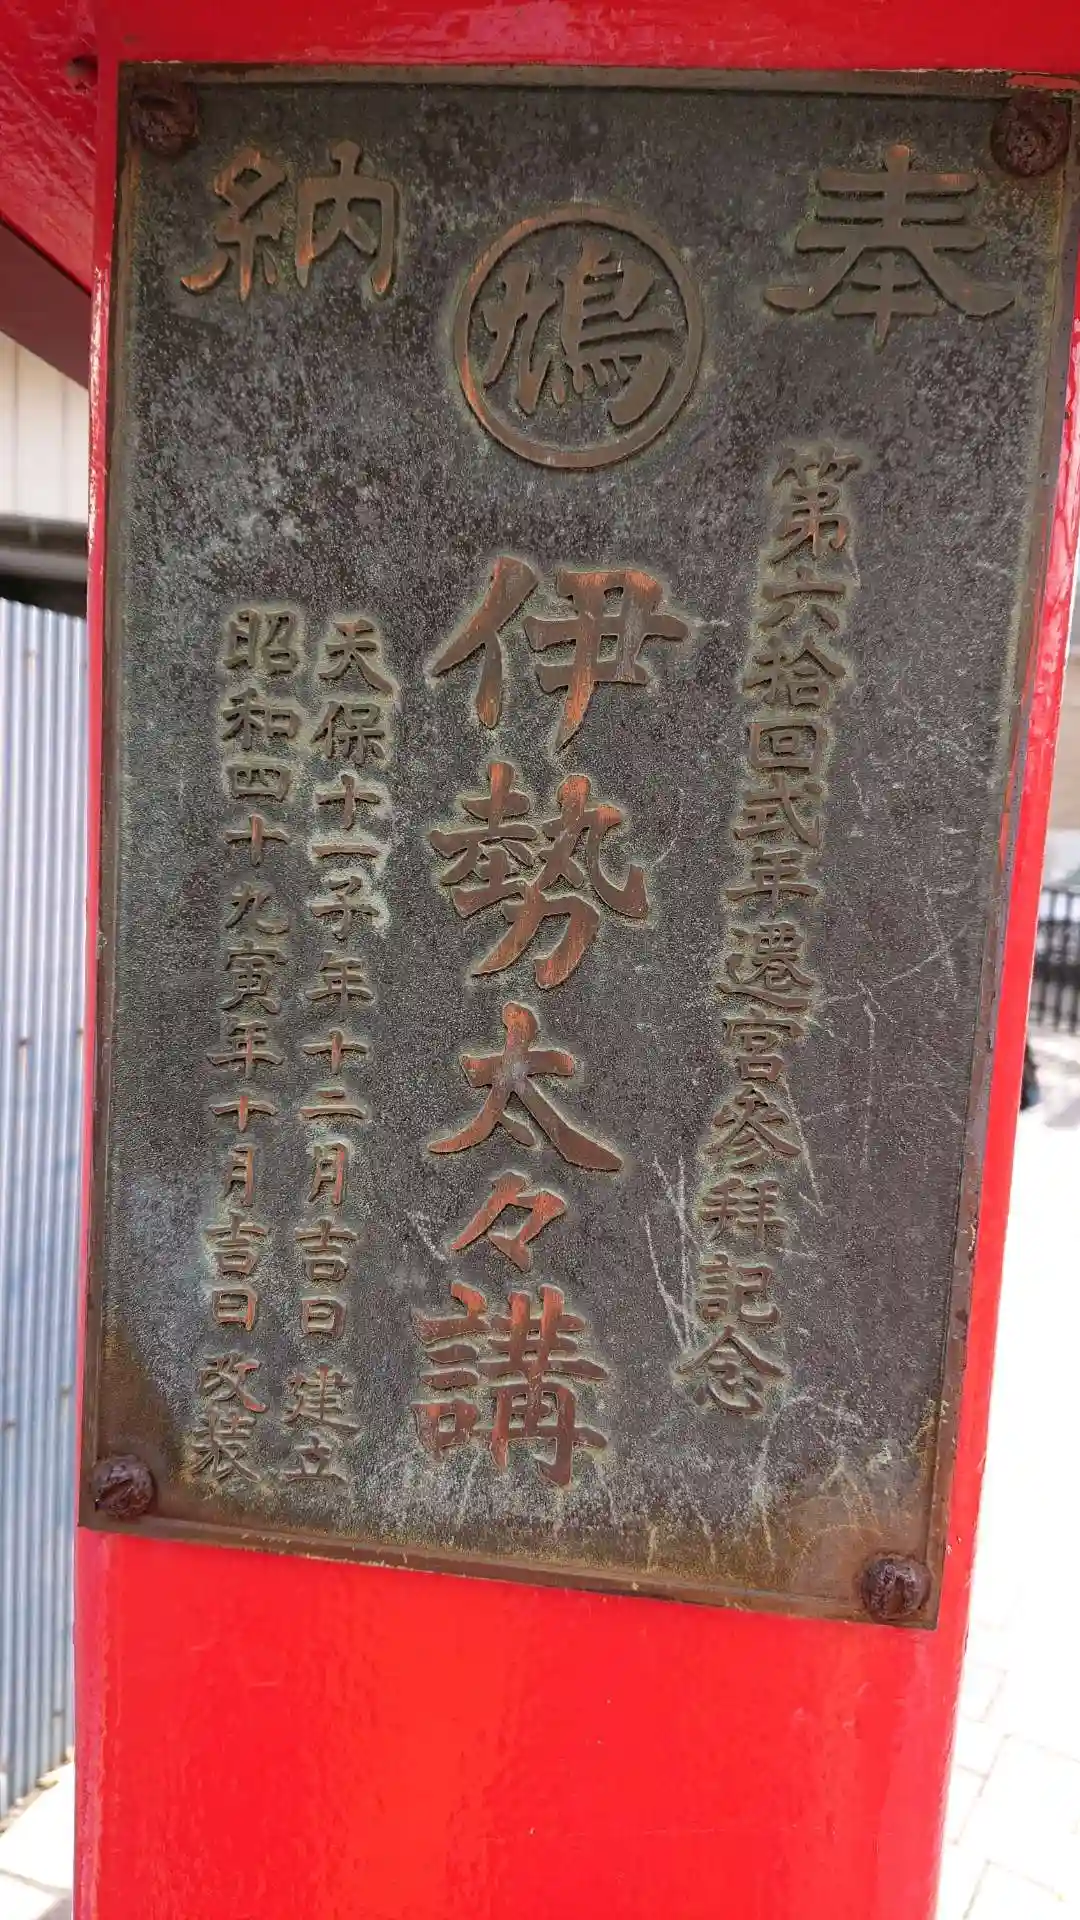 奉納
鳩
第六拾回式年遷宮参拜記念
伊勢太々講
天保十一子年十二月吉日 建立
昭和四十九寅年十月吉日 改装